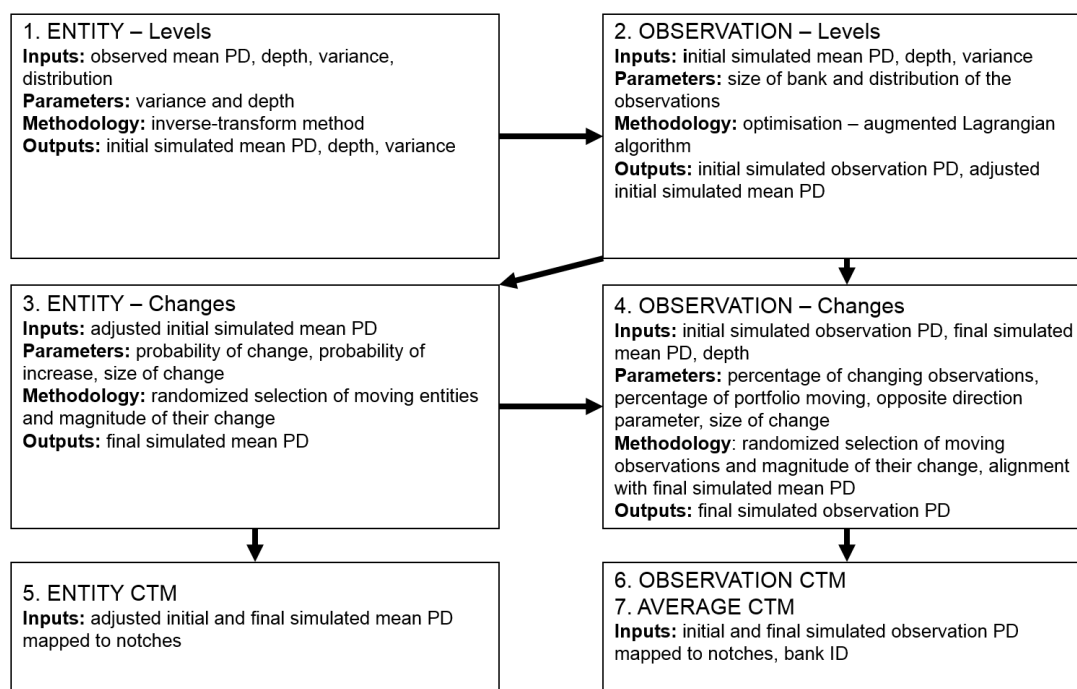 1. ENTITY – Levels
Inputs: observed mean PD, depth, variance,
distribution
Parameters: variance and depth
Methodology: inverse-transform method
Outputs: initial simulated mean PD, depth, variance
2. OBSERVATION – Levels
Inputs: initial simulated mean PD, depth, variance
Parameters: size of bank and distribution of the
observations
Methodology: optimisation – augmented Lagrangian
algorithm
Outputs: initial simulated observation PD, adjusted
initial simulated mean PD
3. ENTITY – Changes
Inputs: adjusted initial simulated mean PD
Parameters: probability of change, probability of
increase, size of change
Methodology: randomized selection of moving entities
and magnitude of their change
Outputs: final simulated mean PD
4. OBSERVATION – Changes
Inputs: initial simulated observation PD, final simulated
mean PD, depth
Parameters: percentage of changing observations,
percentage of portfolio moving, opposite direction
parameter, size of change
Methodology: randomized selection of moving
observations and magnitude of their change, alignment
with final simulated mean PD
Outputs: final simulated observation PD
5. ENTITY CTM
Inputs: adjusted initial and final simulated mean PD
mapped to notches
6. OBSERVATION CTM
7. AVERAGE CTM
Inputs: initial and final simulated observation PD
mapped to notches, bank ID